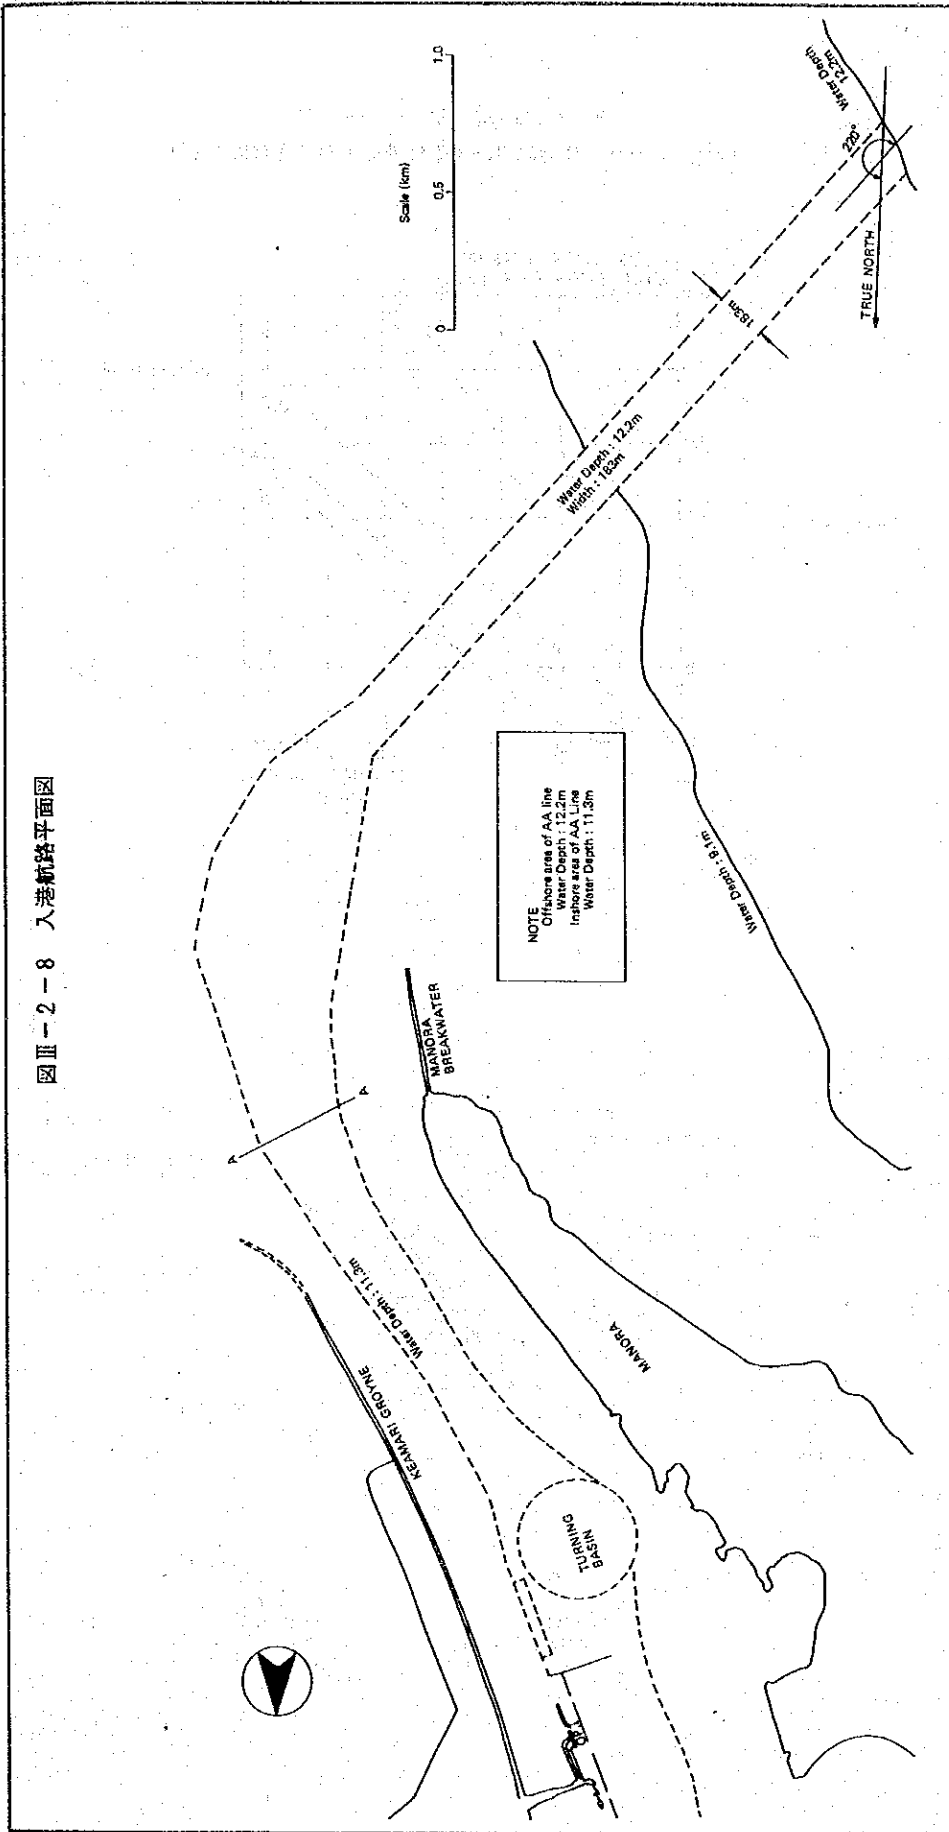 図Ⅲ-2-8 入港航路平面図
KEAMARI GROYNE
Water Depth : 11.3m
A
A
TURNING
BASIN
MANORA
MANORA
BREAKWATER
NOTE
Offshore area of AA line
Water Depth : 12.2m
Inshore area of AA Line
Water Depth : 11.3m
Water Depth : 9.1m
Water Depth : 12.2m
Width : 183m
Scale (km)
0
0.5
1.0
183m
TRUE NORTH
220°
Water Depth
12.2m